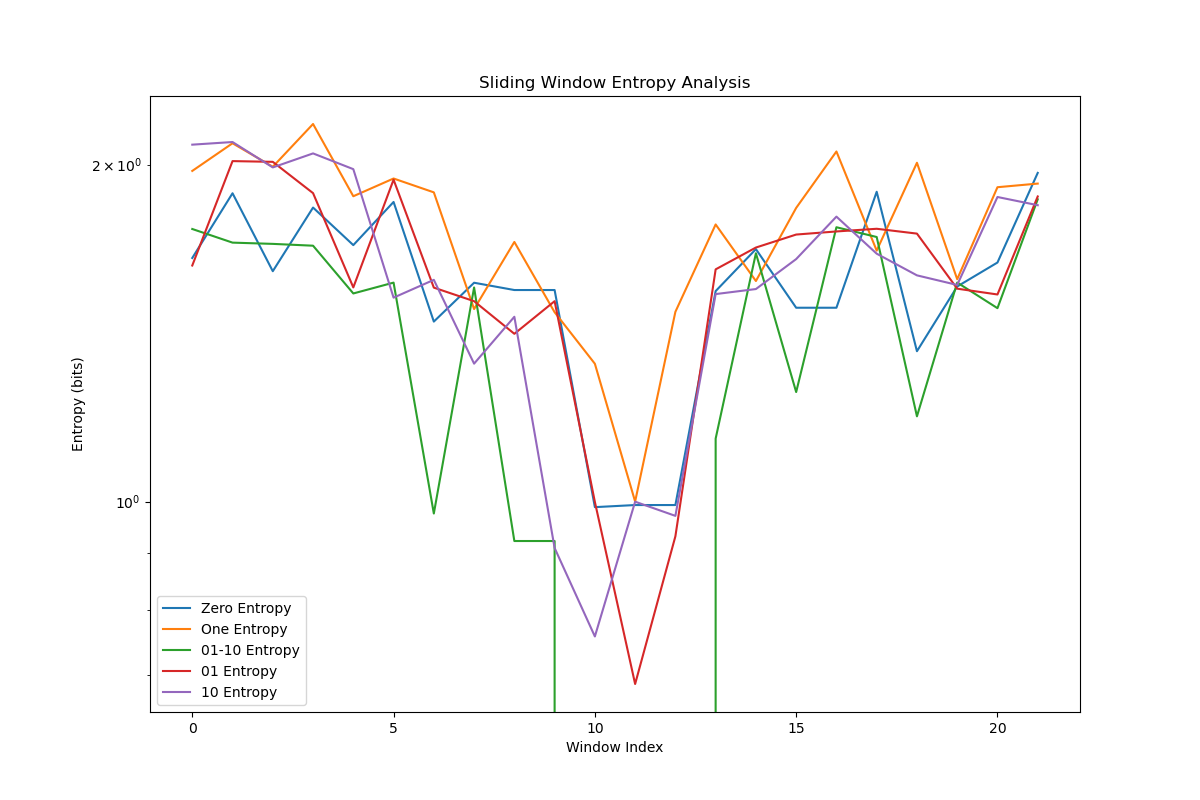 Sliding Window Entropy Analysis
2 × 10⁰
10⁰
Entropy (bits)
Zero Entropy
One Entropy
01-10 Entropy
01 Entropy
10 Entropy
0 5 10 15 20
Window Index